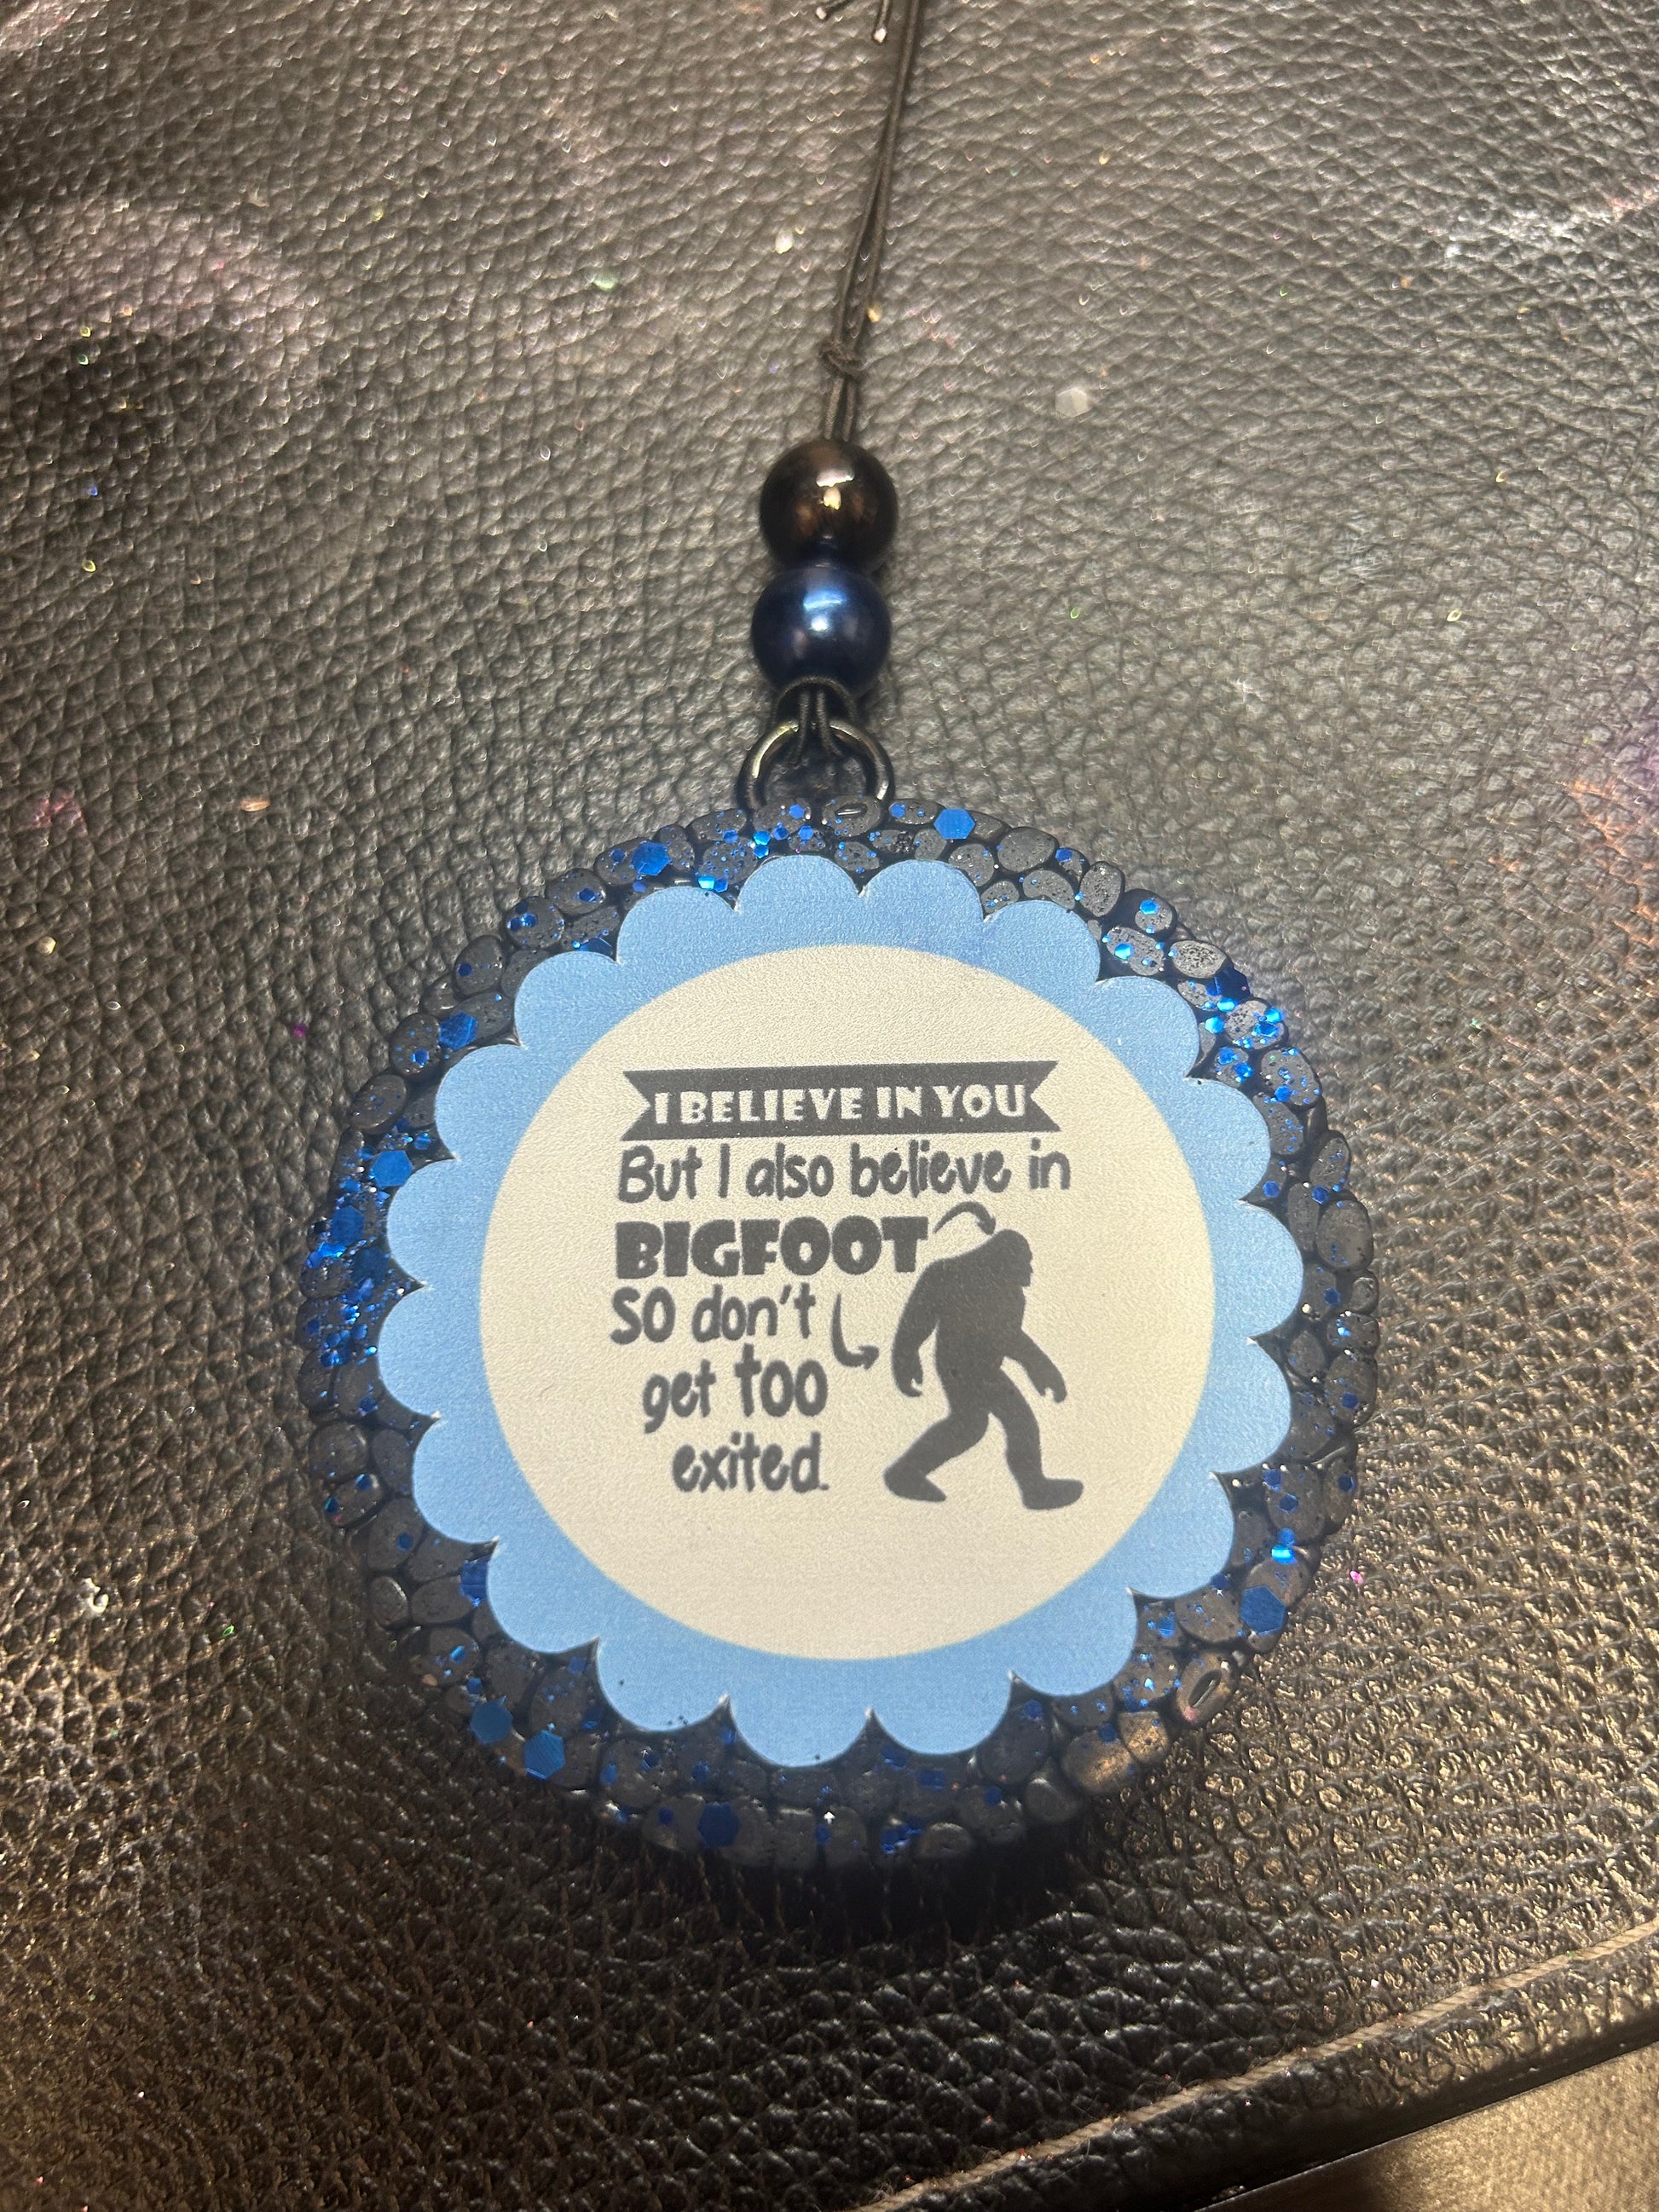 I BELIEVE IN YOU
But I also believe in
BIGFOOT
SO don't
get too
exited.